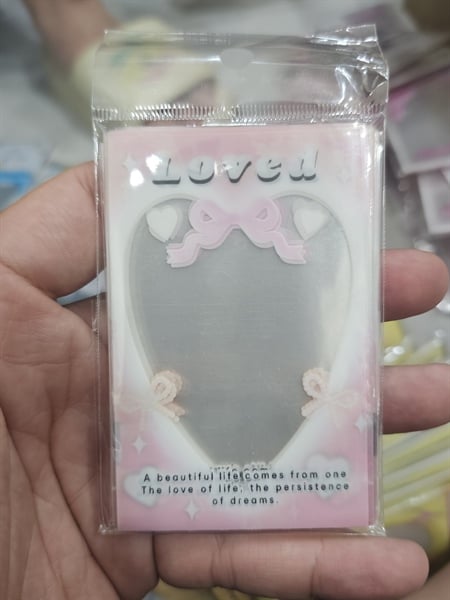 Loved
A beautiful life comes from one
The love of life, the persistence
of dreams.